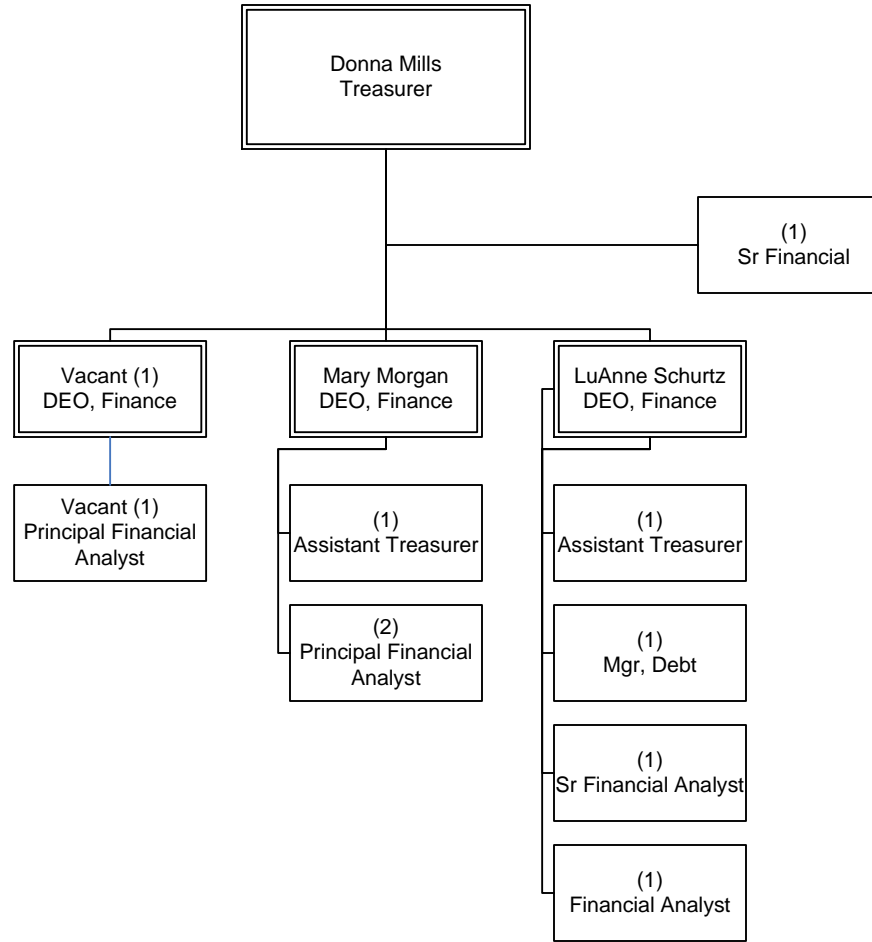 Donna Mills
Treasurer
(1)
Sr Financial
Vacant (1)
DEO, Finance
Mary Morgan
DEO, Finance
LuAnne Schurtz
DEO, Finance
Vacant (1)
Principal Financial
Analyst
(1)
Assistant Treasurer
(1)
Assistant Treasurer
(2)
Principal Financial
Analyst
(1)
Mgr, Debt
(1)
Sr Financial Analyst
(1)
Financial Analyst